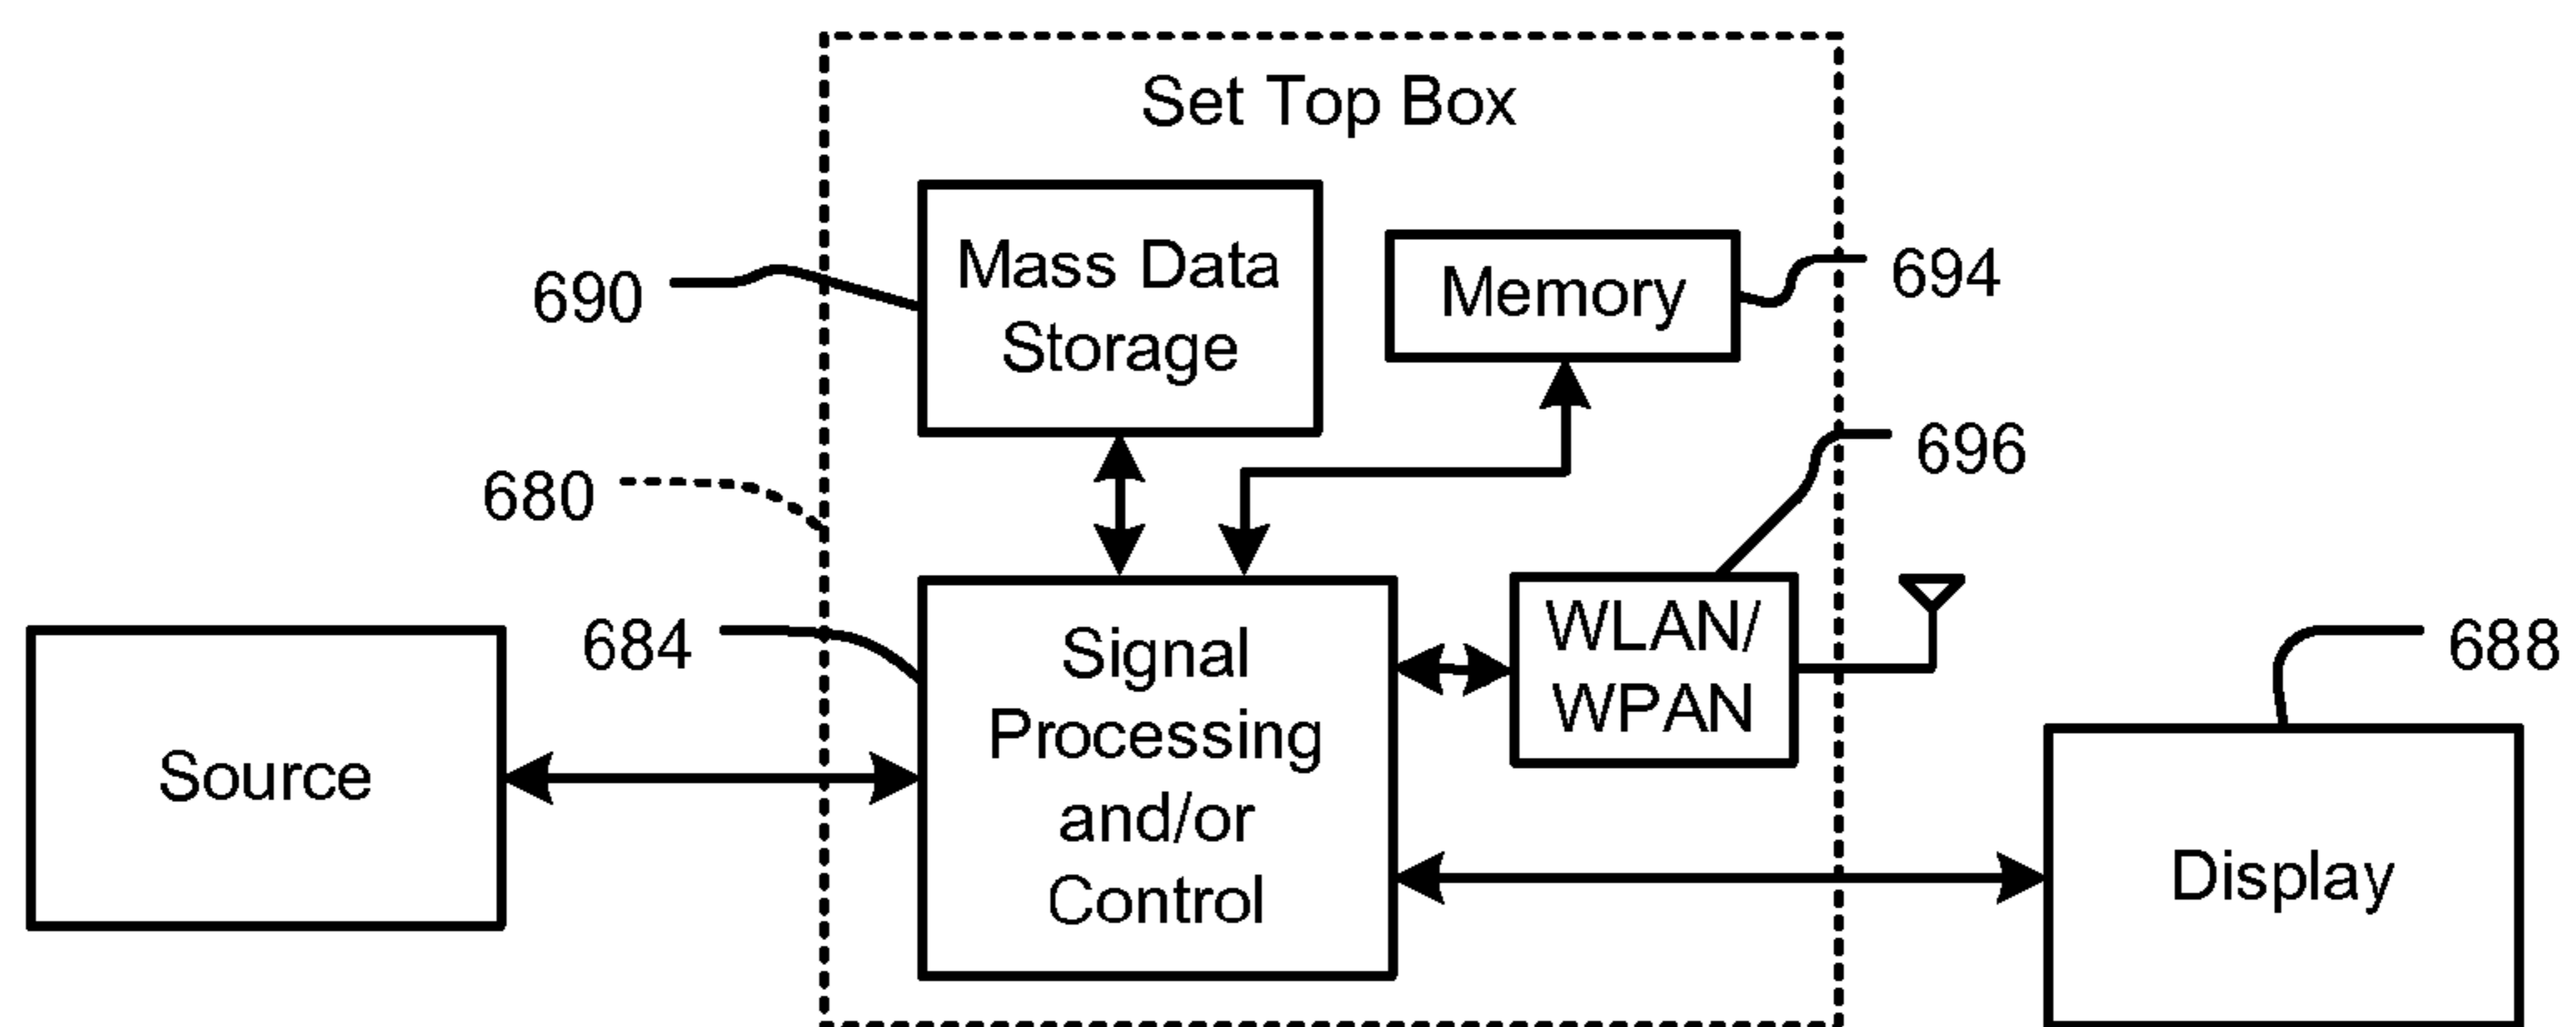 Set Top Box
Mass Data
Storage
Memory
690
694
696
680
684
Source
Signal
Processing
and/or
Control
WLAN/
WPAN
688
Display